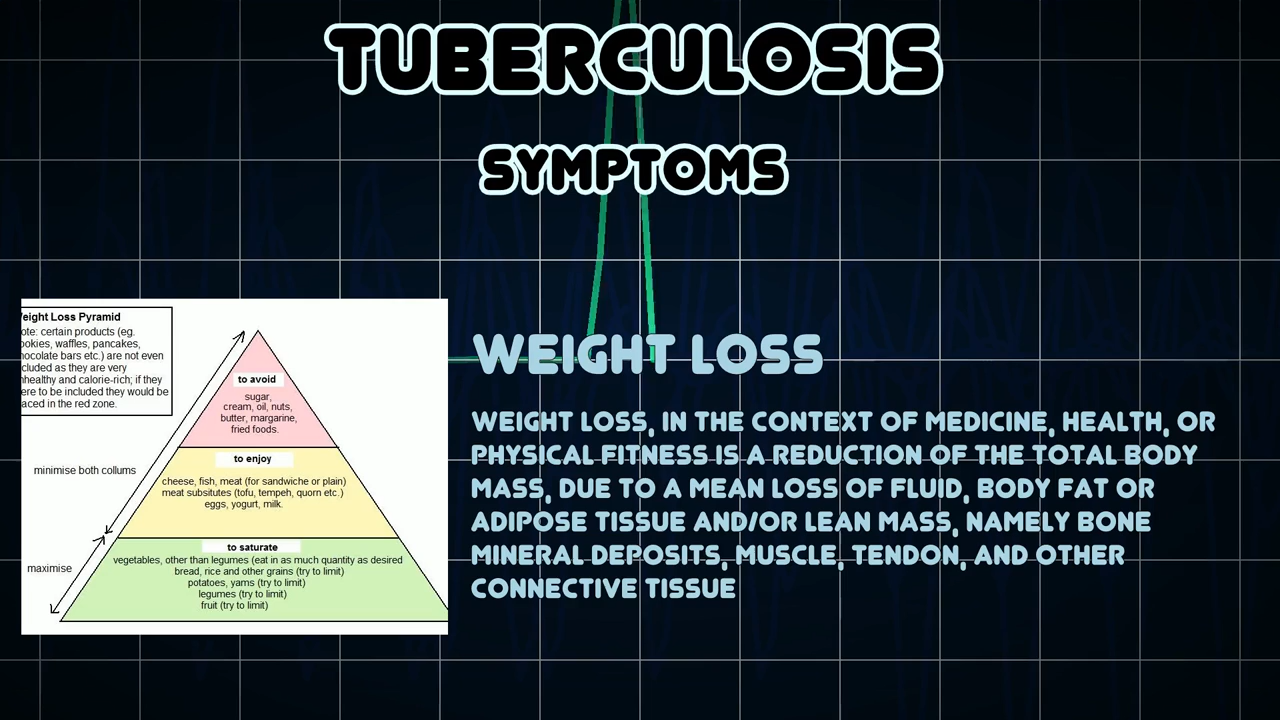 TUBERCULOSIS
SYMPTOMS
eight Loss Pyramid
ote: certain products (eg.
ookies, waffles, pancakes,
hocolate bars etc.) are not even
cluded as they are very
nhealthy and calorie-rich; if they
ere to be included they would be
aced in the red zone.
to avoid
sugar,
cream, oil, nuts,
butter, margarine,
fried foods.
minimise both collums
to enjoy
cheese, fish, meat (for sandwiche or plain)
meat subsitutes (tofu, tempeh, quorn etc.)
eggs, yogurt, milk.
maximise
to saturate
vegetables, other than legumes (eat in as much quantity as desired
bread, rice and other grains (try to limit)
potatoes, yams (try to limit)
legumes (try to limit)
fruit (try to limit)
WEIGHT LOSS
WEIGHT LOSS, IN THE CONTEXT OF MEDICINE, HEALTH, OR
PHYSICAL FITNESS IS A REDUCTION OF THE TOTAL BODY
MASS, DUE TO A MEAN LOSS OF FLUID, BODY FAT OR
ADIPOSE TISSUE AND/OR LEAN MASS, NAMELY BONE
MINERAL DEPOSITS, MUSCLE, TENDON, AND OTHER
CONNECTIVE TISSUE